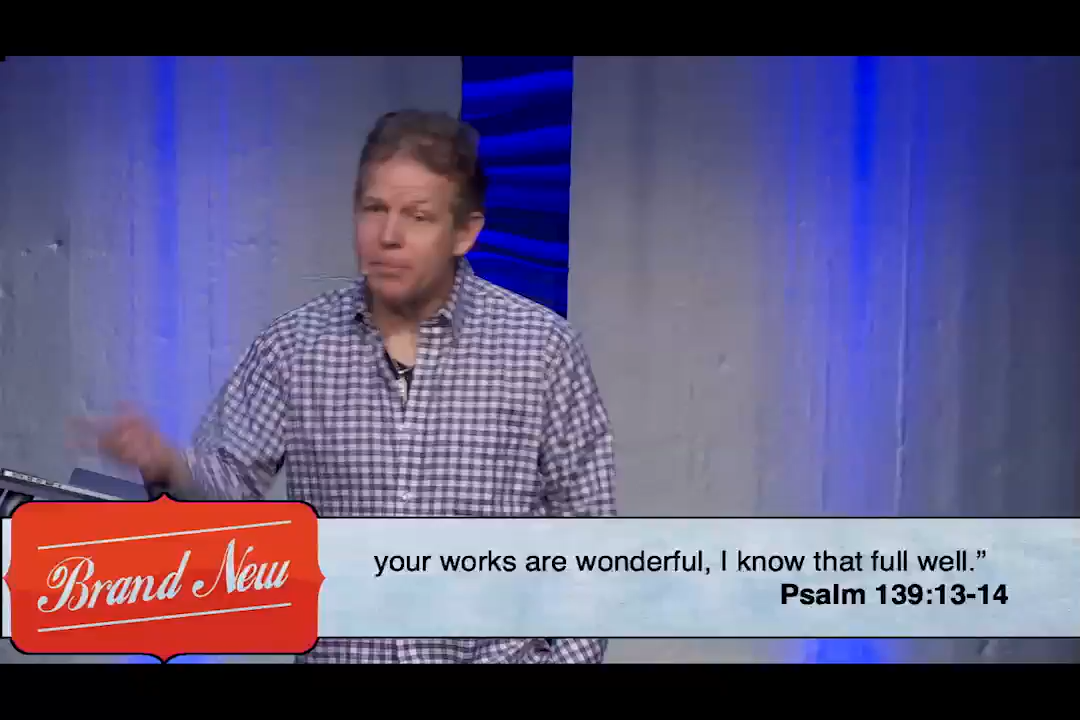 Brand New
your works are wonderful, I know that full well.”
Psalm 139:13-14